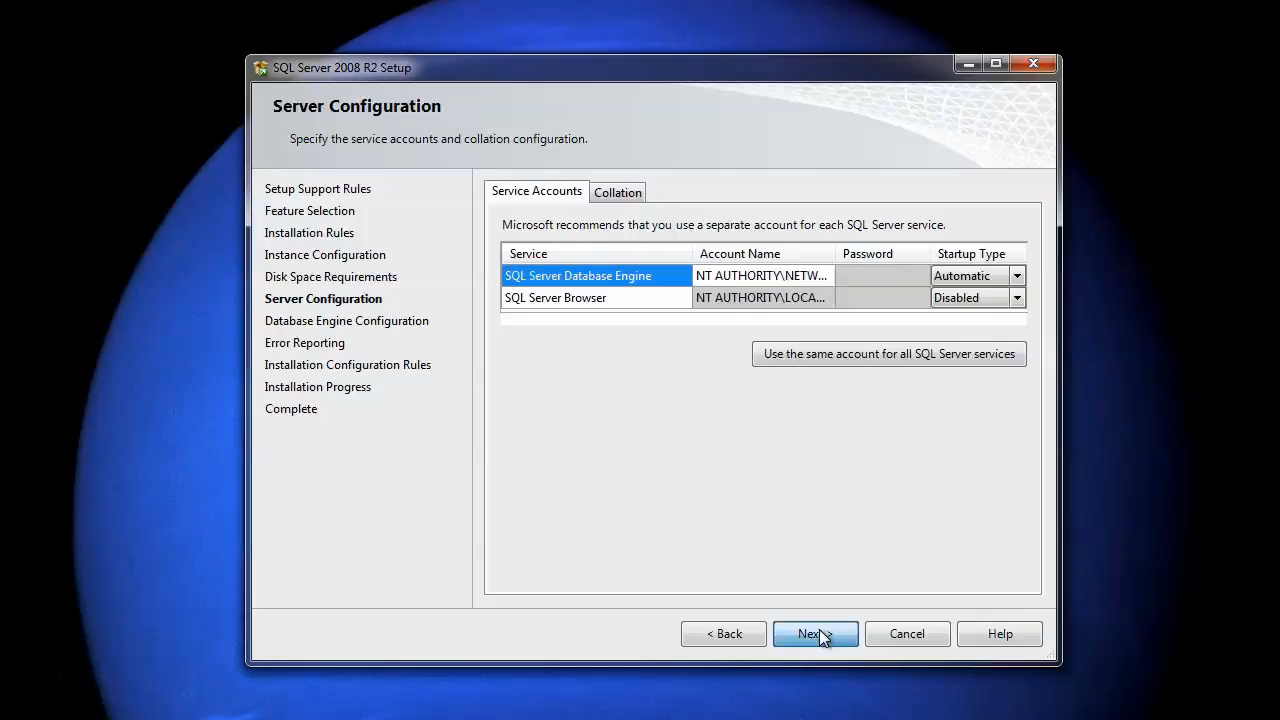 SQL Server 2008 R2 Setup
Server Configuration
Specify the service accounts and collation configuration.
Setup Support Rules
Feature Selection
Installation Rules
Instance Configuration
Disk Space Requirements
Server Configuration
Database Engine Configuration
Error Reporting
Installation Configuration Rules
Installation Progress
Complete
Service Accounts Collation
Microsoft recommends that you use a separate account for each SQL Server service.
Service Account Name Password Startup Type
SQL Server Database Engine NT AUTHORITY\NETW... Automatic
SQL Server Browser NT AUTHORITY\LOCA... Disabled
Use the same account for all SQL Server services
< Back Next > Cancel Help